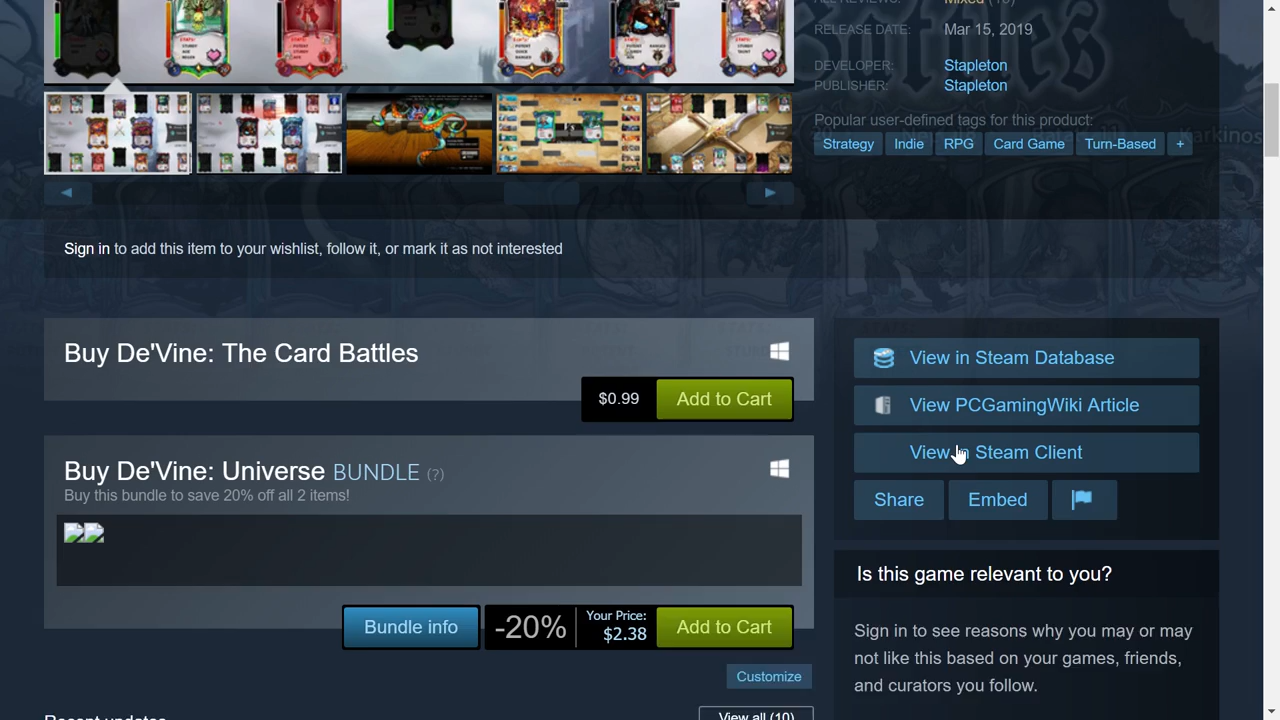 RELEASE DATE: Mar 15, 2019
DEVELOPER: Stapleton
PUBLISHER: Stapleton
Popular user-defined tags for this product:
Strategy Indie RPG Card Game Turn-Based +
Sign in to add this item to your wishlist, follow it, or mark it as not interested
Buy De'Vine: The Card Battles
$0.99 Add to Cart
Buy De'Vine: Universe BUNDLE (?)
Buy this bundle to save 20% off all 2 items!
Bundle info -20% Your Price:
$2.38 Add to Cart
Customize
Recent updates View all (10)
View in Steam Database
View PCGamingWiki Article
View in Steam Client
Share Embed
Is this game relevant to you?
Sign in to see reasons why you may or may
not like this based on your games, friends,
and curators you follow.